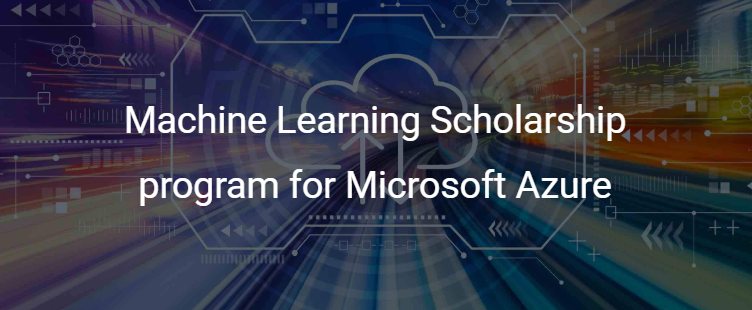 Machine Learning Scholarship
program for Microsoft Azure